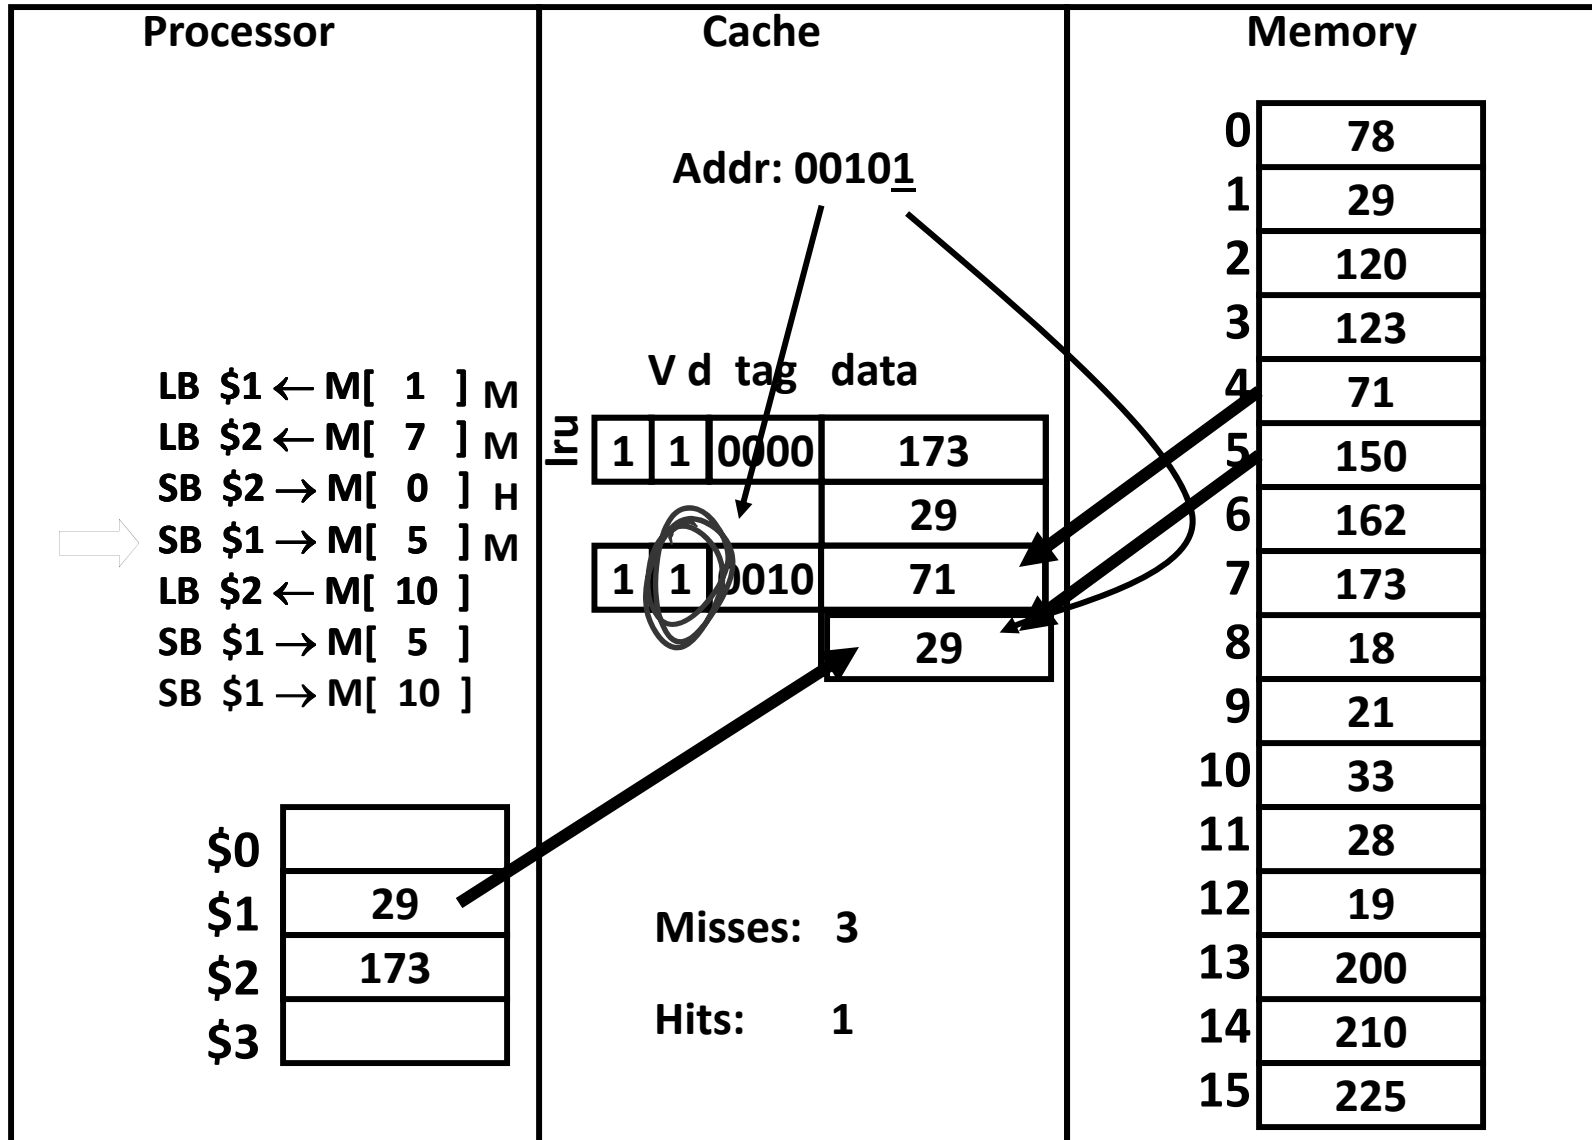 Processor
Cache
Memory
Addr: 00101
LB $1 ← M[ 1 ] M
LB $2 ← M[ 7 ] M
SB $2 → M[ 0 ] H
SB $1 → M[ 5 ] M
LB $2 ← M[ 10 ]
SB $1 → M[ 5 ]
SB $1 → M[ 10 ]
$0
$1 29
$2 173
$3
V d tag data
lru
1 1 0000 173
29
1 1 0010 71
29
Misses: 3
Hits: 1
0 78
1 29
2 120
3 123
4 71
5 150
6 162
7 173
8 18
9 21
10 33
11 28
12 19
13 200
14 210
15 225